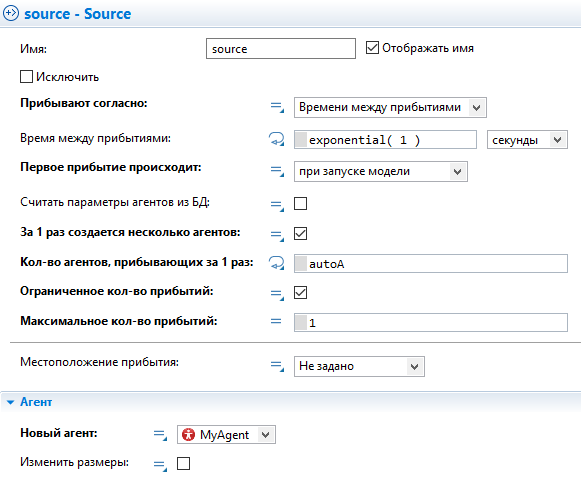 source - Source
Имя: source Отображать имя
Исключить
Прибывают согласно: Времени между прибытиями
Время между прибытиями: exponential( 1 ) секунды
Первое прибытие происходит: при запуске модели
Считать параметры агентов из БД:
За 1 раз создается несколько агентов:
Кол-во агентов, прибывающих за 1 раз: autoA
Ограниченное кол-во прибытий:
Максимальное кол-во прибытий: 1
Местоположение прибытия: Не задано
Агент
Новый агент: MyAgent
Изменить размеры: